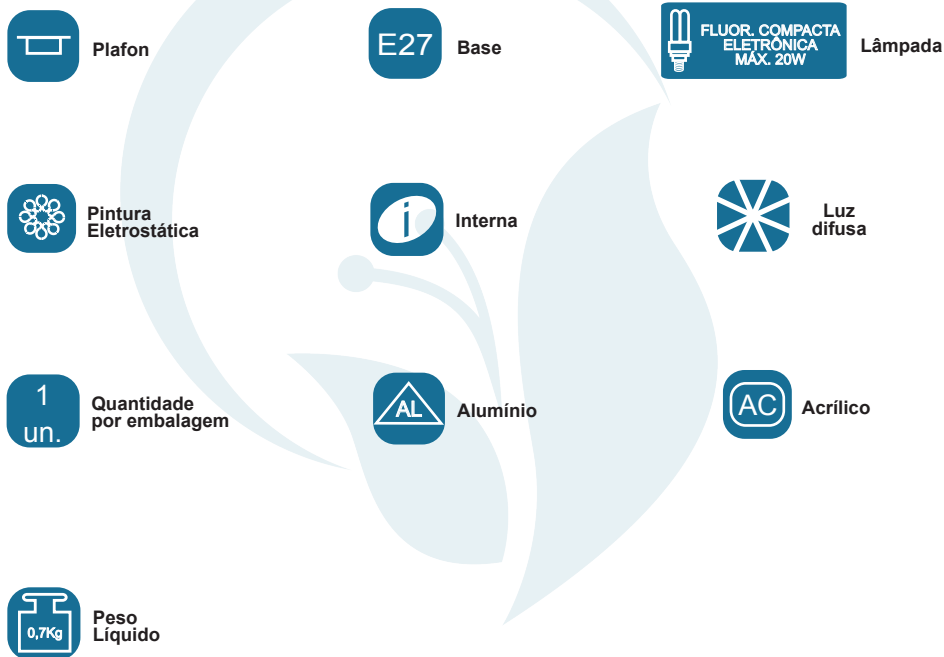 Plafon
E27
Base
FLUOR. COMPACTA
ELETRÔNICA
MÁX. 20W
Lâmpada
Pintura
Eletrostática
i
Interna
Luz
difusa
1
un.
Quantidade
por embalagem
AL
Alumínio
AC
Acrílico
0,7Kg
Peso
Líquido